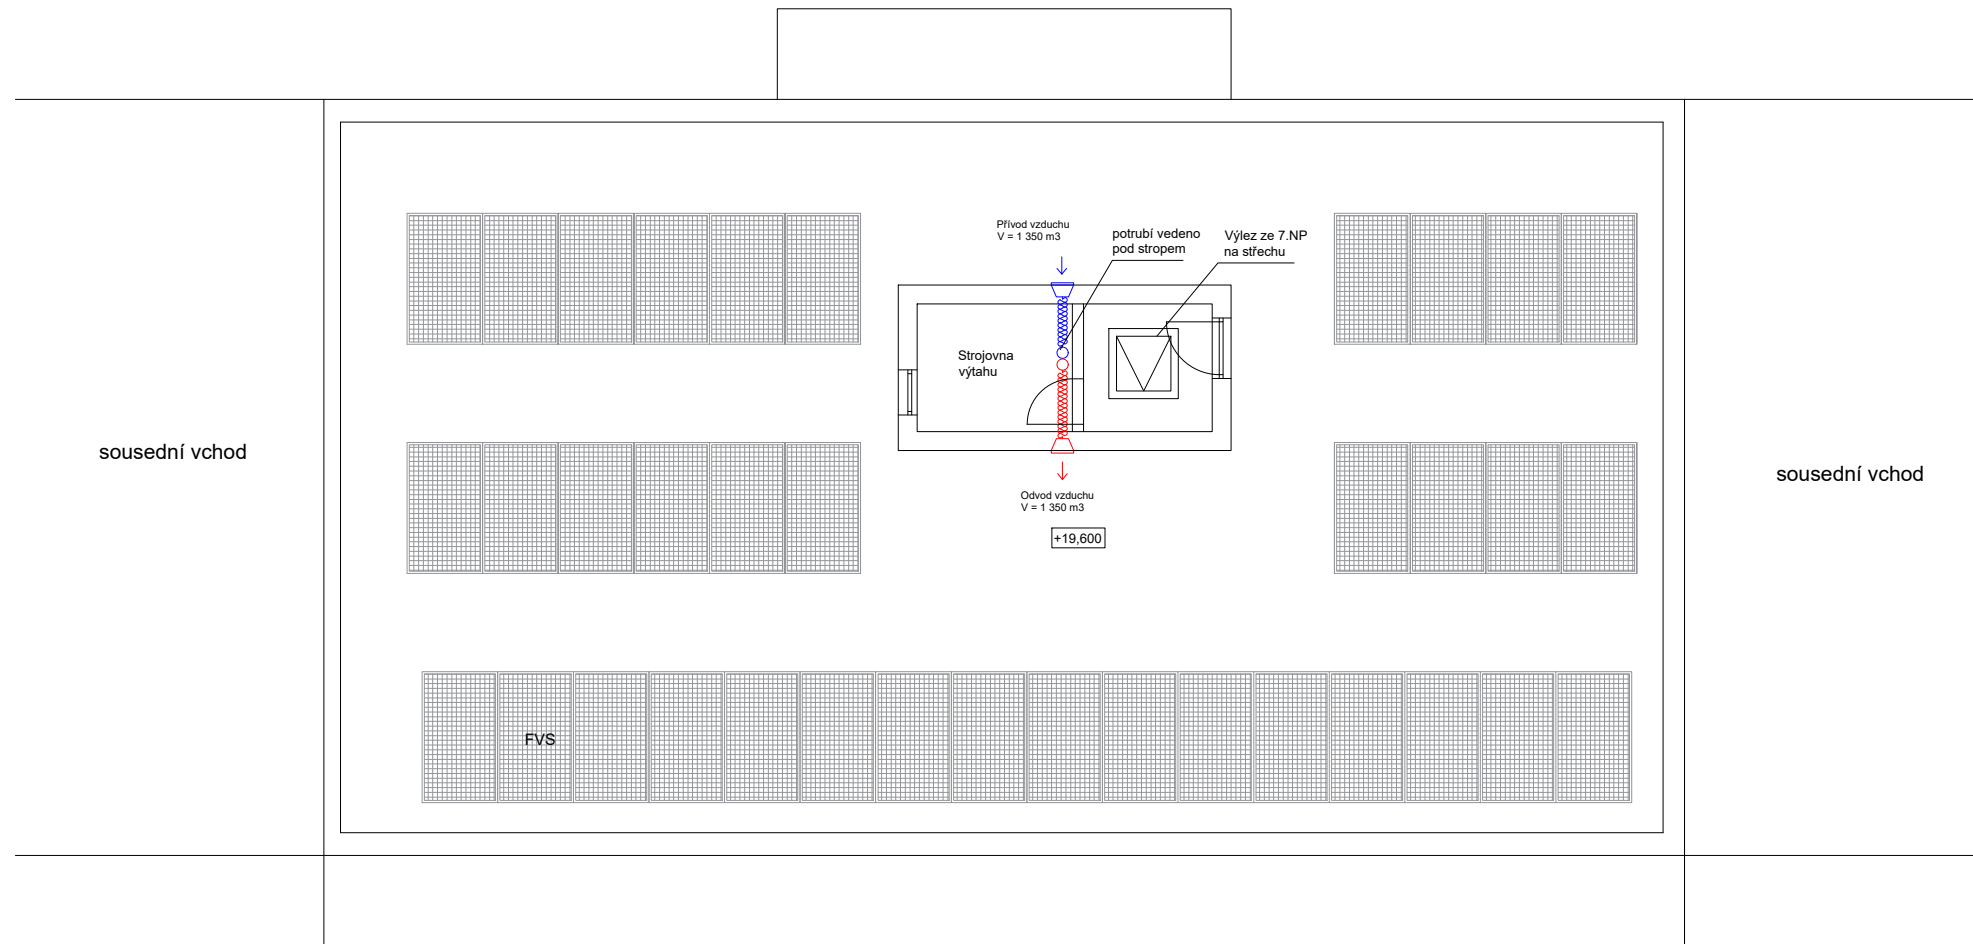 Přívod vzduchu
V = 1 350 m3
potrubí vedeno
pod stropem
Výlez ze 7.NP
na střechu
Strojovna
výtahu
sousední vchod
sousední vchod
Odvod vzduchu
V = 1 350 m3
+19,600
FVS